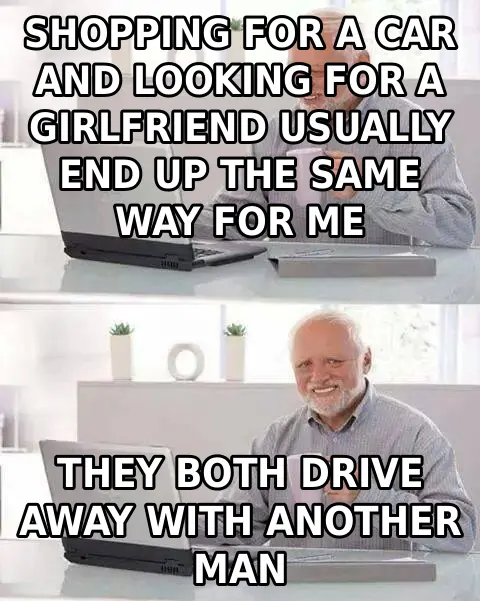 SHOPPING FOR A CAR
AND LOOKING FOR A
GIRLFRIEND USUALLY
END UP THE SAME
WAY FOR ME
THEY BOTH DRIVE
AWAY WITH ANOTHER
MAN